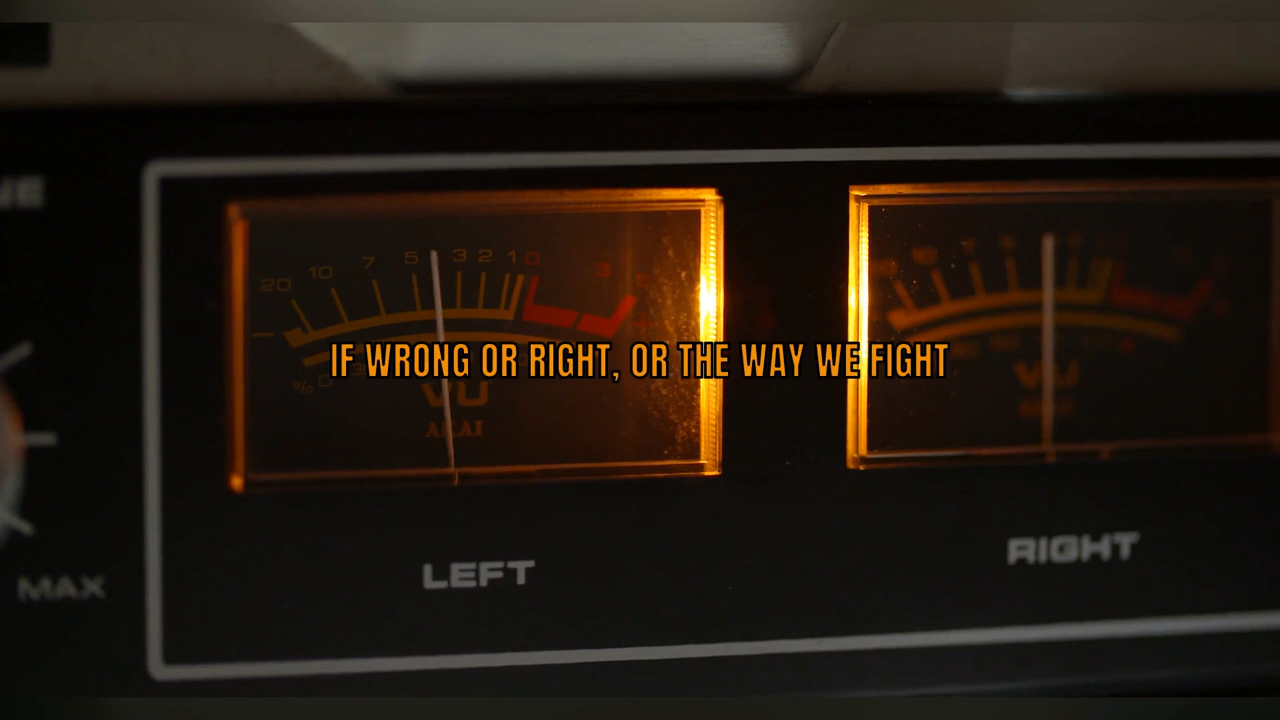 20 10 7 5 3 2 1 0 3
IF WRONG OR RIGHT, OR THE WAY WE FIGHT
VU
AKAI
VU
LEFT
RIGHT
MAX